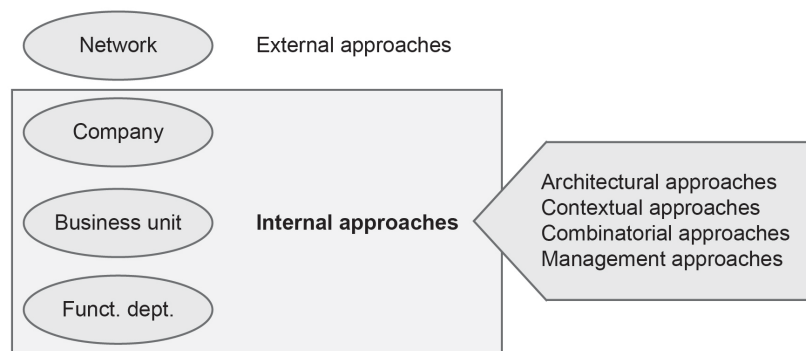 Network
External approaches
Company
Business unit
Internal approaches
Funct. dept.
Architectural approaches
Contextual approaches
Combinatorial approaches
Management approaches